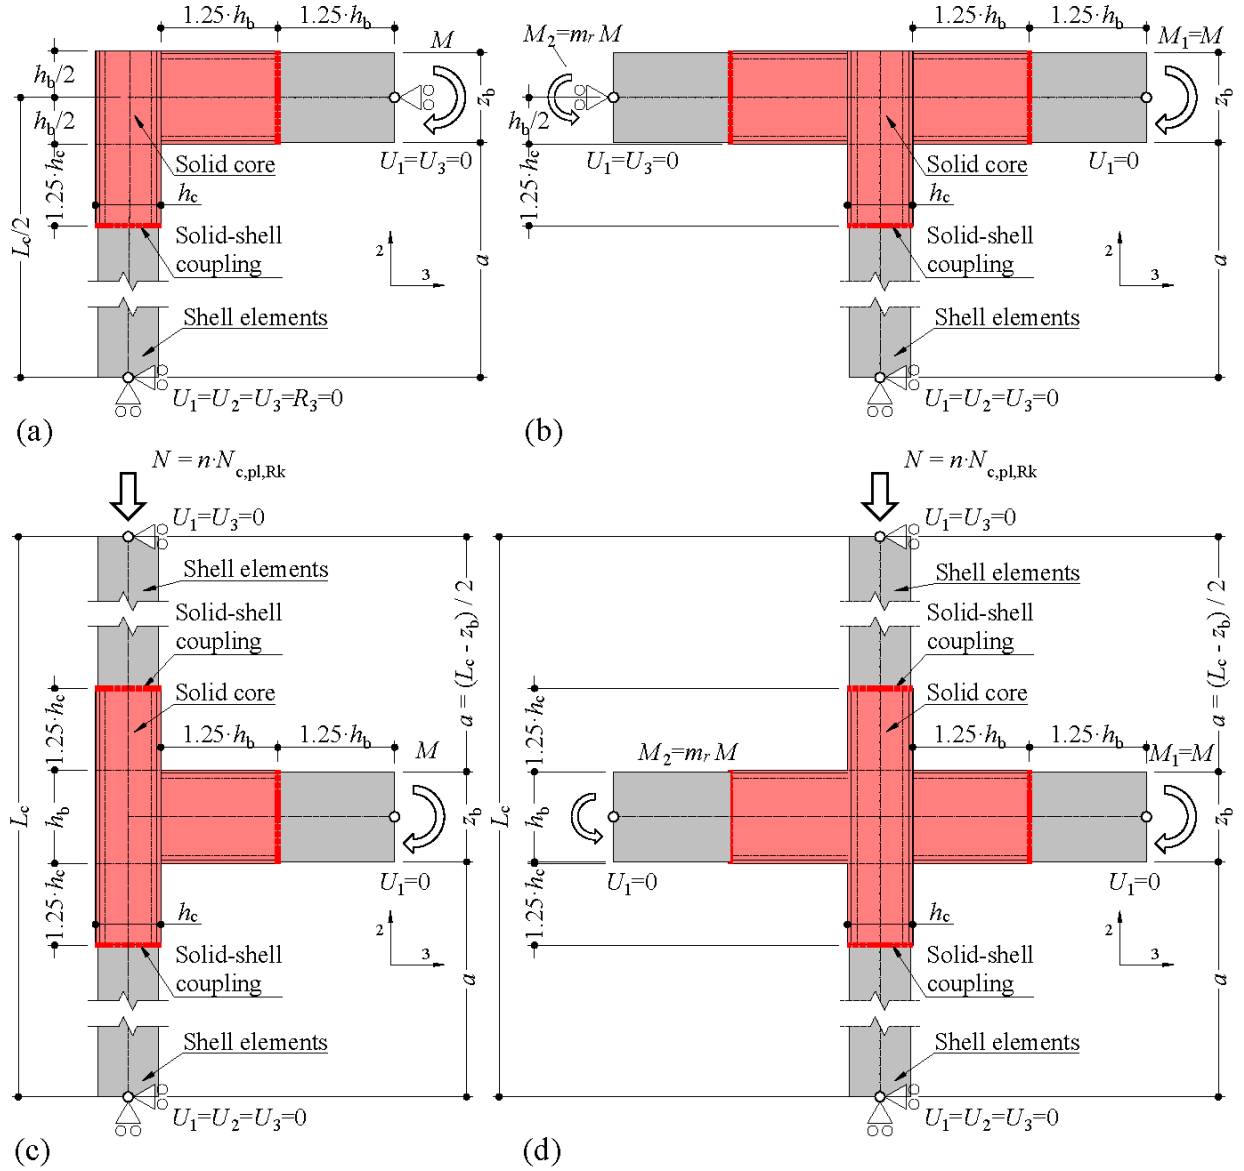 1.25·hb
1.25·hb
M
hb/2
hb/2
zb
Solid core
U1=U3=0
1.25·hc
hc
Lc/2
Solid-shell
coupling
2
3
a
Shell elements
U1=U2=U3=R3=0
(a)
1.25·hb
1.25·hb
M2=mr M
M1=M
hb/2
zb
U1=U3=0
Solid core
U1=0
1.25·hc
hc
Solid-shell
coupling
2
3
a
Shell elements
U1=U2=U3=0
(b)
N = n·Nc,pl,Rk
U1=U3=0
Shell elements
Solid-shell
coupling
a = (Lc - zb) / 2
Solid core
1.25·hc
1.25·hb
1.25·hb
M
Lc
hb
zb
U1=0
1.25·hc
hc
2
3
Solid-shell
coupling
a
Shell elements
U1=U2=U3=0
(c)
N = n·Nc,pl,Rk
U1=U3=0
Shell elements
Solid-shell
coupling
a = (Lc - zb) / 2
Solid core
1.25·hc
1.25·hb
1.25·hb
M2=mr M
M1=M
Lc
hb
zb
U1=0
U1=0
1.25·hc
hc
2
3
Solid-shell
coupling
a
Shell elements
U1=U2=U3=0
(d)